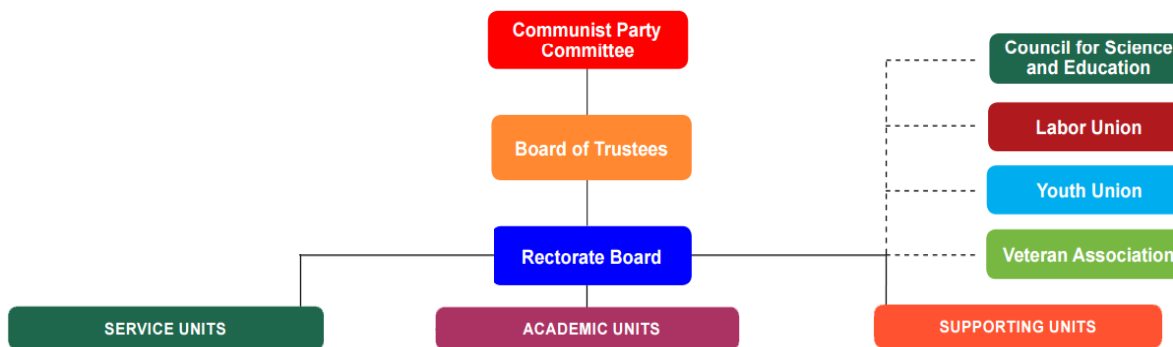 Communist Party
Committee
Council for Science
and Education
Board of Trustees
Labor Union
Youth Union
Rectorate Board
Veteran Association
SERVICE UNITS
ACADEMIC UNITS
SUPPORTING UNITS